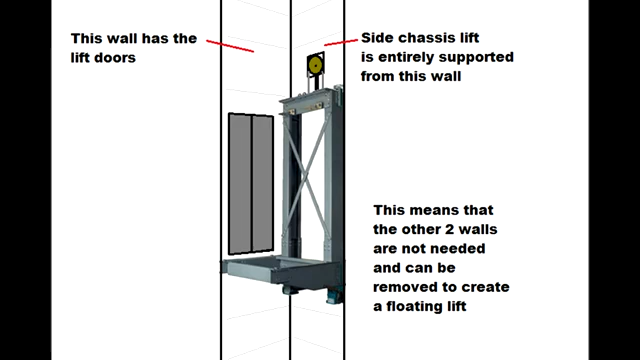 This wall has the
lift doors
Side chassis lift
is entirely supported
from this wall
This means that
the other 2 walls
are not needed
and can be
removed to create
a floating lift